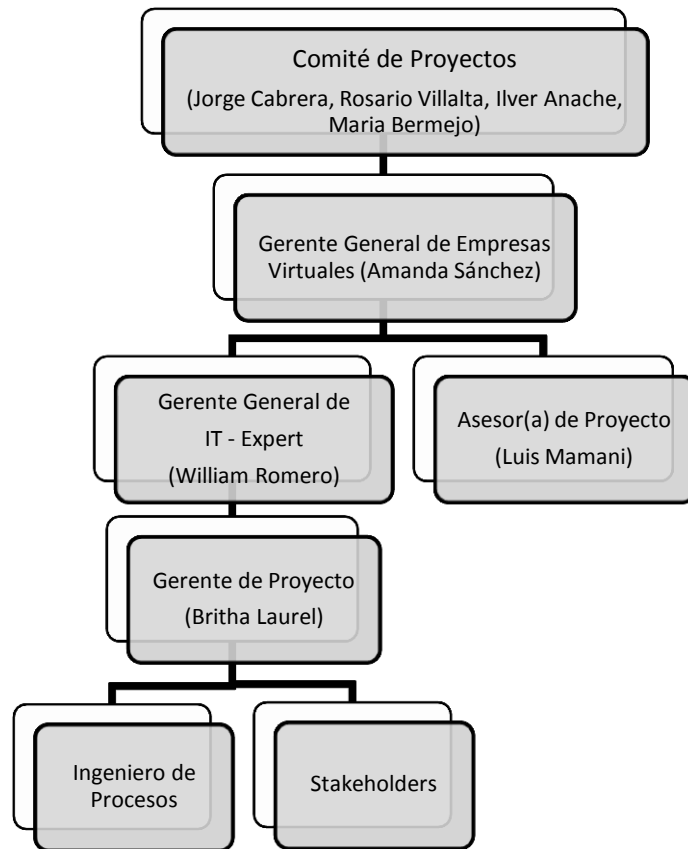 Comité de Proyectos
(Jorge Cabrera, Rosario Villalta, Ilver Anache,
Maria Bermejo)
Gerente General de Empresas
Virtuales (Amanda Sánchez)
Gerente General de
IT - Expert
(William Romero)
Asesor(a) de Proyecto
(Luis Mamani)
Gerente de Proyecto
(Britha Laurel)
Ingeniero de
Procesos
Stakeholders